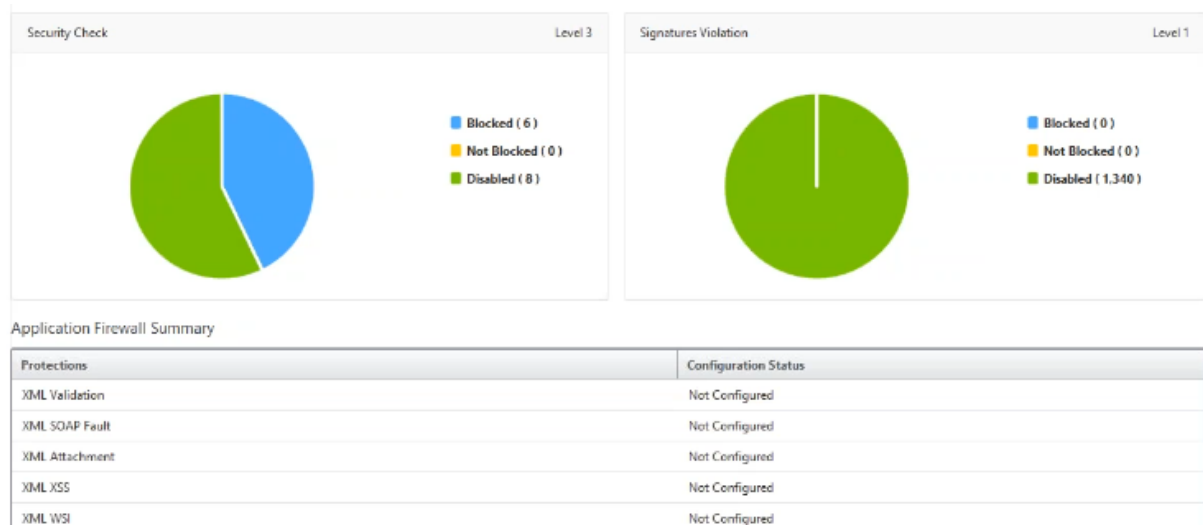 Security Check Level 3
Blocked ( 6 )
Not Blocked ( 0 )
Disabled ( 8 )
Signatures Violation Level 1
Blocked ( 0 )
Not Blocked ( 0 )
Disabled ( 1,340 )
Application Firewall Summary
Protections Configuration Status
XML Validation Not Configured
XML SOAP Fault Not Configured
XML Attachment Not Configured
XML XSS Not Configured
XML WSI Not Configured